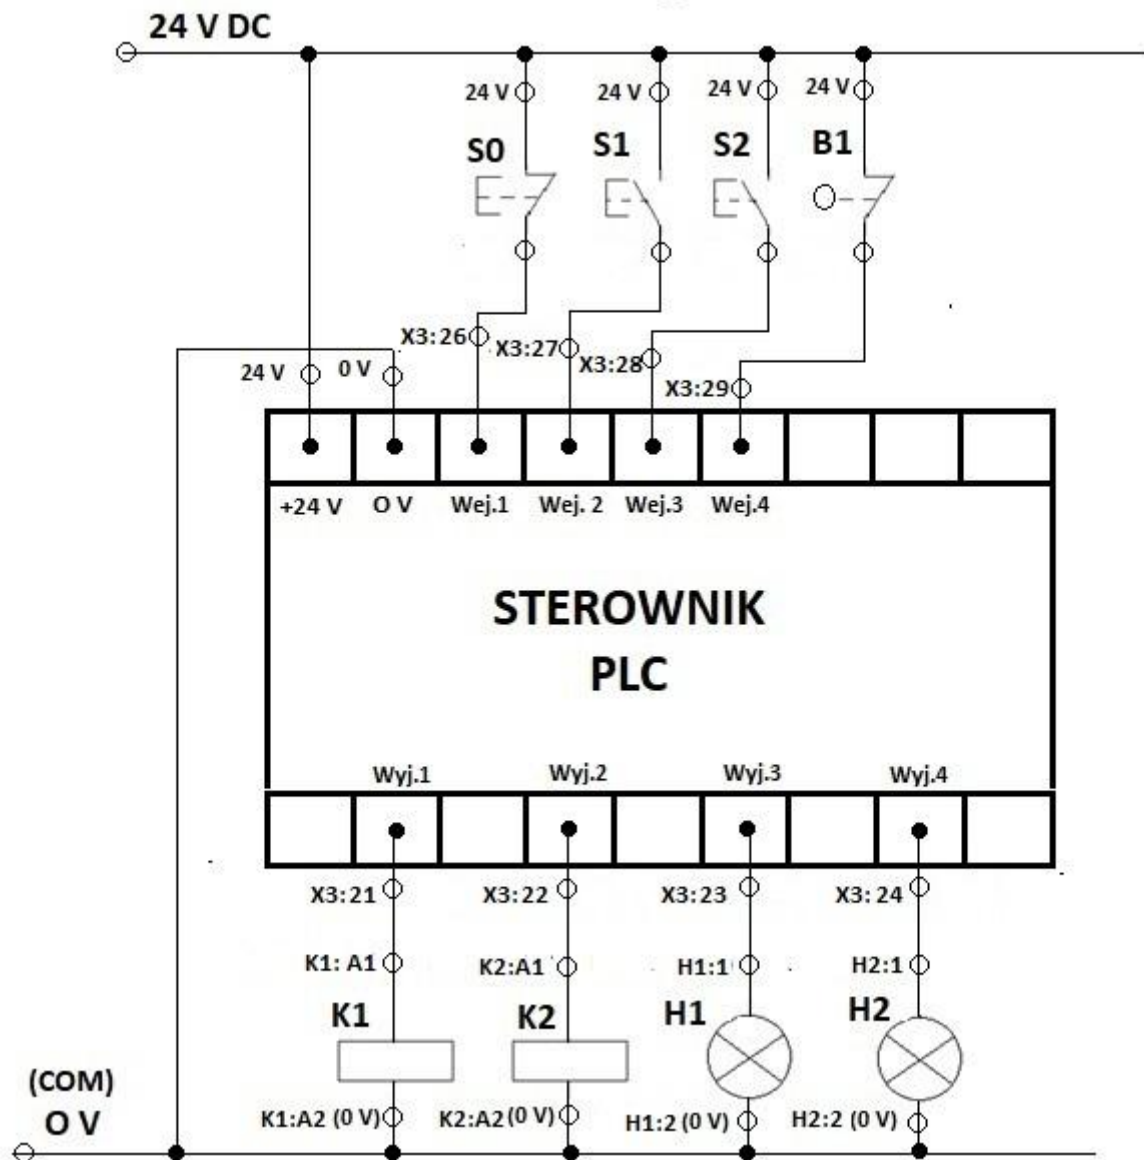 24 V DC
24 V 24 V 24 V 24 V
S0 S1 S2 B1
X3:26 X3:27 X3:28 X3:29
24 V 0 V
+24 V O V Wej.1 Wej. 2 Wej.3 Wej.4
STEROWNIK
PLC
Wyj.1 Wyj.2 Wyj.3 Wyj.4
X3:21 X3:22 X3:23 X3:24
K1: A1 K2:A1 H1:1 H2:1
K1 K2 H1 H2
(COM)
O V
K1:A2 (0 V) K2:A2 (0 V) H1:2 (0 V) H2:2 (0 V)